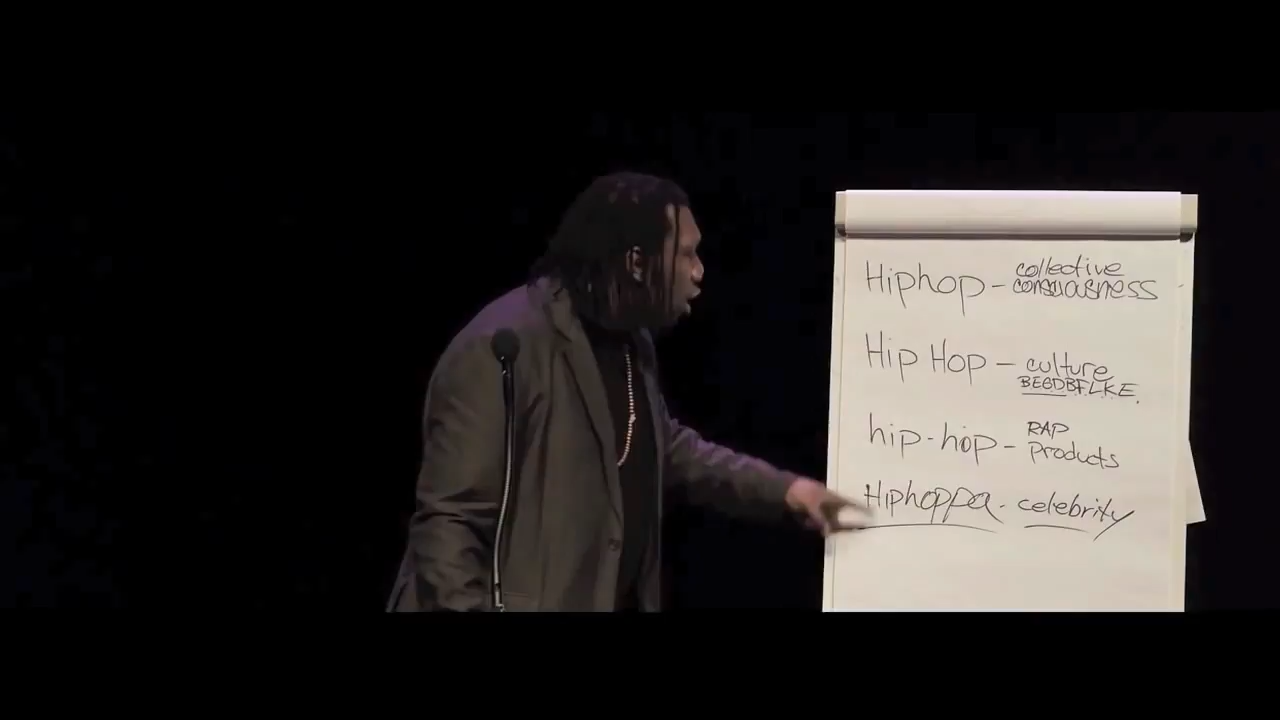 Hiphop - collective
consciousness
Hip Hop - culture
BEGDBFLKE.
hip-hop - RAP
products
Hiphoppa - celebrity